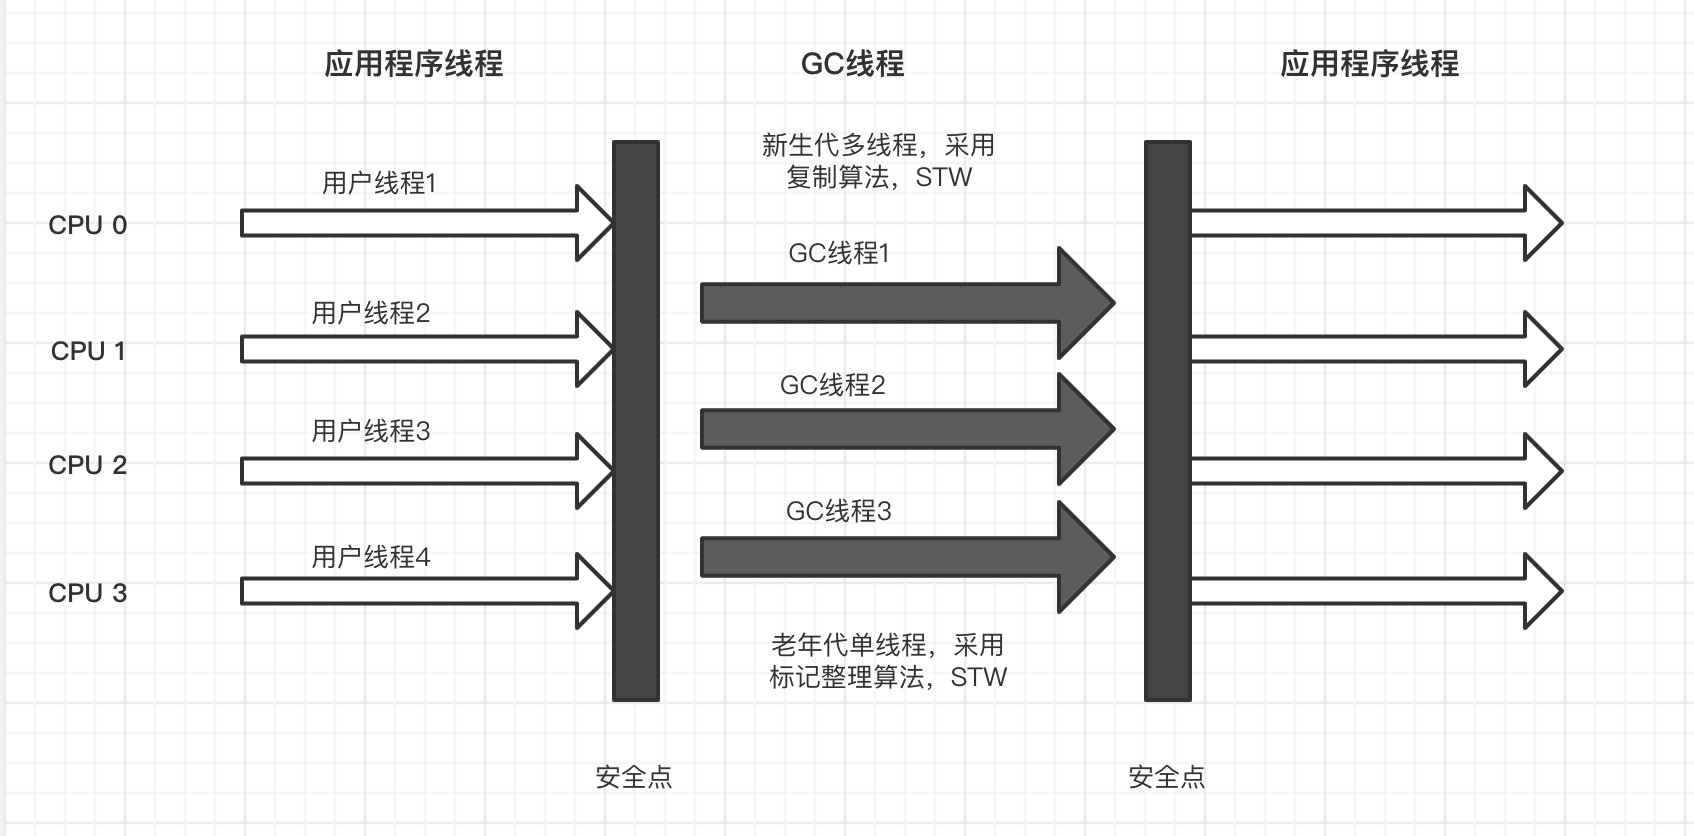 应用程序线程
GC线程
应用程序线程
新生代多线程，采用
复制算法，STW
用户线程1
CPU 0
GC线程1
用户线程2
CPU 1
GC线程2
用户线程3
CPU 2
GC线程3
用户线程4
CPU 3
老年代单线程，采用
标记整理算法，STW
安全点
安全点